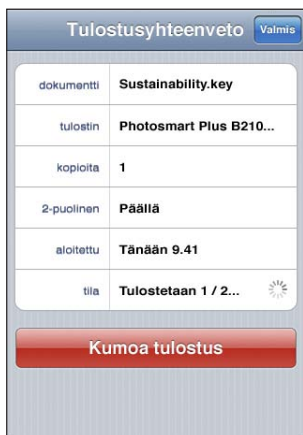 Tulostusyhteenveto
Valmis
dokumentti Sustainability.key
tulostin Photosmart Plus B210...
kopioita 1
2-puolinen Päällä
aloitettu Tänään 9.41
tila Tulostetaan 1 / 2...
Kumoa tulostus